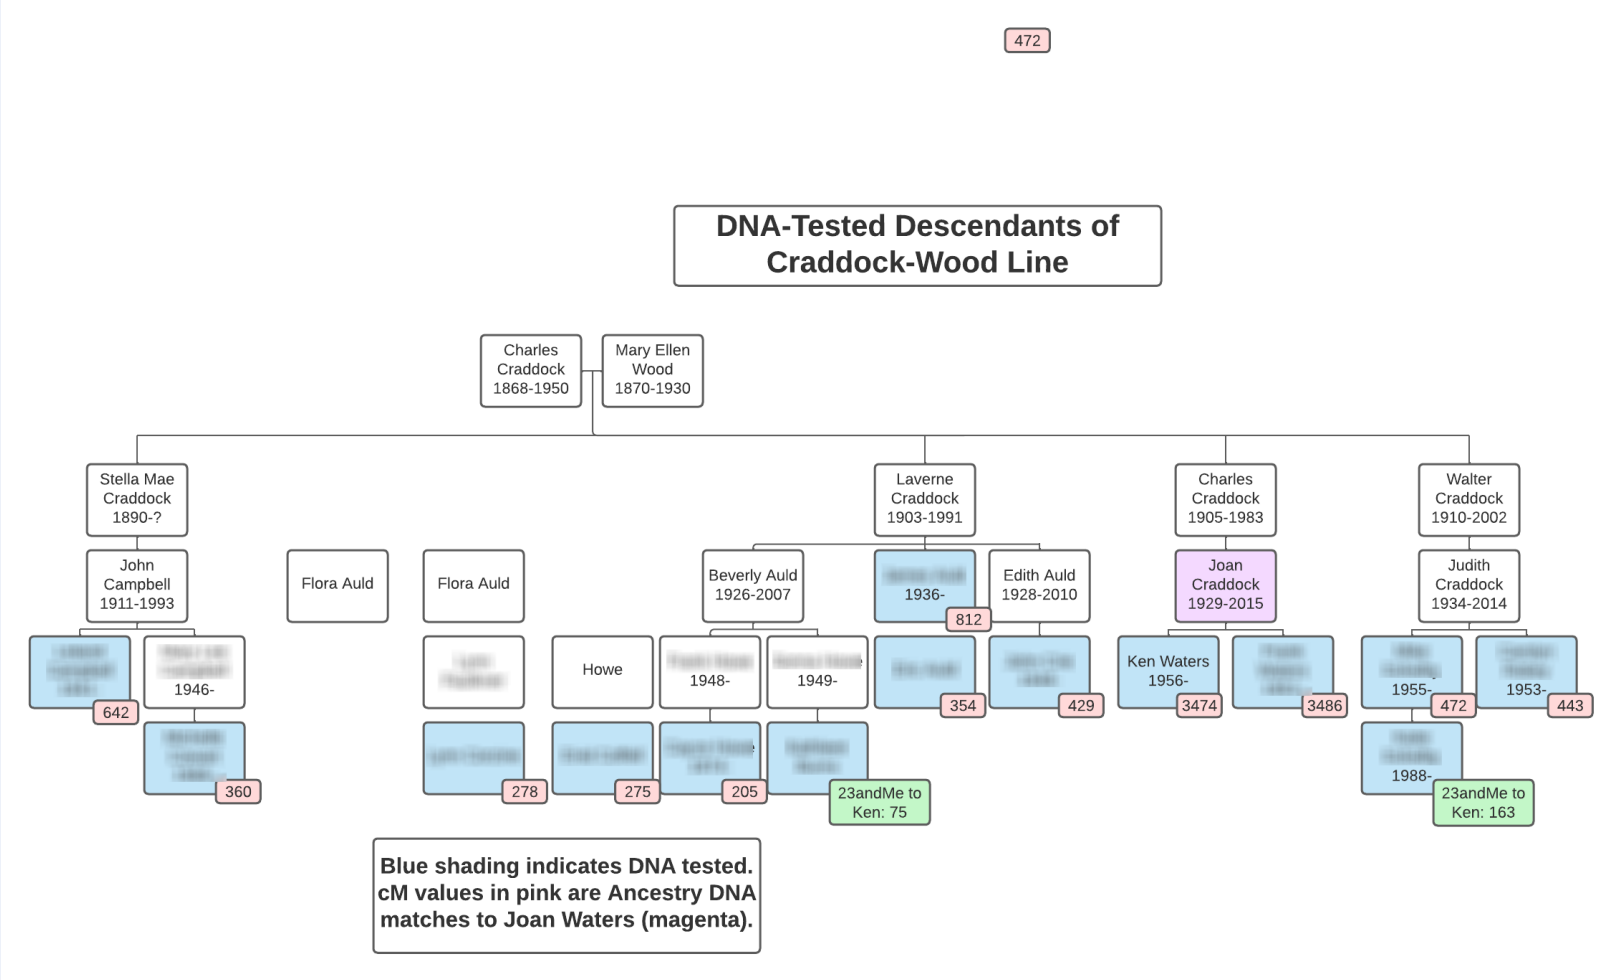 472
DNA-Tested Descendants of
Craddock-Wood Line
Charles
Craddock
1868-1950
Mary Ellen
Wood
1870-1930
Stella Mae
Craddock
1890-?
Laverne
Craddock
1903-1991
Charles
Craddock
1905-1983
Walter
Craddock
1910-2002
John
Campbell
1911-1993
Flora Auld
Flora Auld
Beverly Auld
1926-2007
1936-
812
Edith Auld
1928-2010
Joan
Craddock
1929-2015
Judith
Craddock
1934-2014
642
1946-
Howe
1948-
1949-
354
429
Ken Waters
1956-
3474
3486
1955-
472
1953-
443
360
278
275
205
23andMe to
Ken: 75
1988-
23andMe to
Ken: 163
Blue shading indicates DNA tested.
cM values in pink are Ancestry DNA
matches to Joan Waters (magenta).